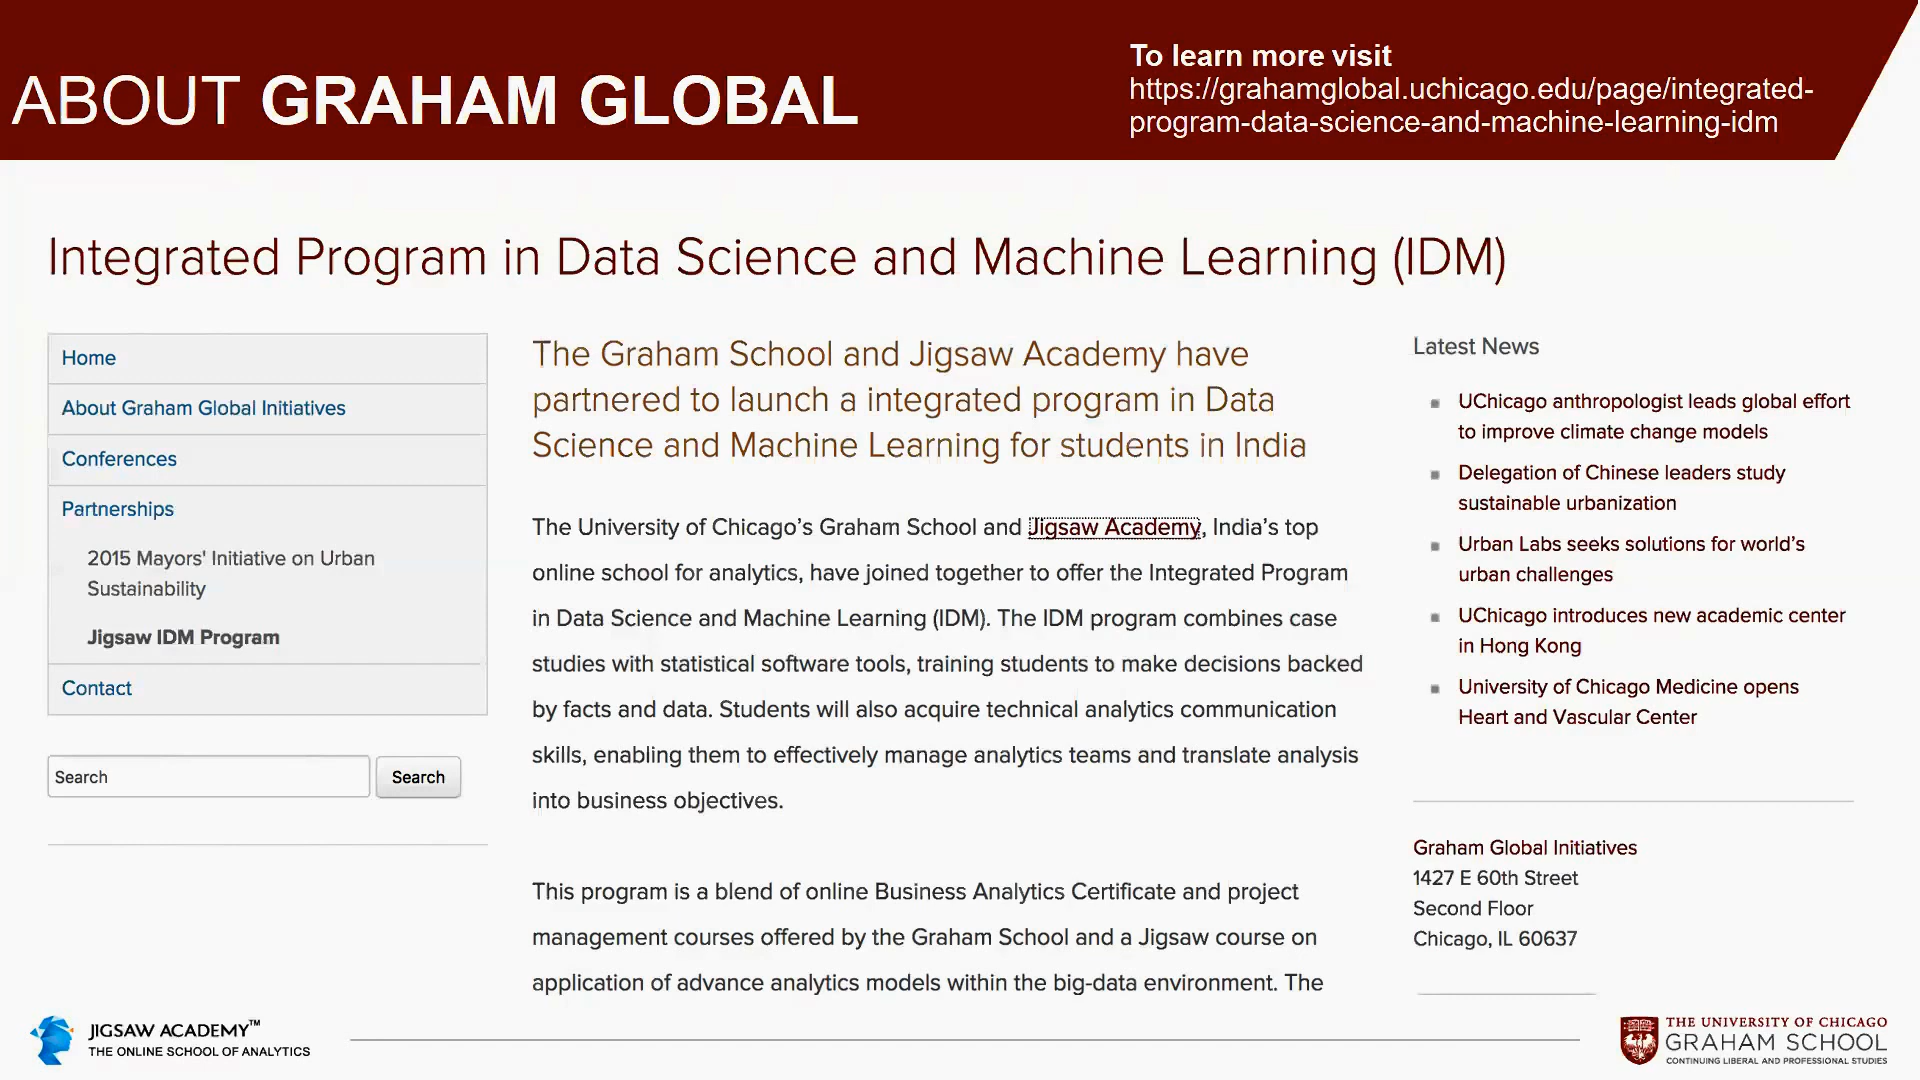 ABOUT GRAHAM GLOBAL
To learn more visit
https://grahamglobal.uchicago.edu/page/integrated-
program-data-science-and-machine-learning-idm
Integrated Program in Data Science and Machine Learning (IDM)
Home
About Graham Global Initiatives
Conferences
Partnerships
2015 Mayors' Initiative on Urban
Sustainability
Jigsaw IDM Program
Contact
Search
Search
The Graham School and Jigsaw Academy have
partnered to launch a integrated program in Data
Science and Machine Learning for students in India
The University of Chicago’s Graham School and Jigsaw Academy, India’s top
online school for analytics, have joined together to offer the Integrated Program
in Data Science and Machine Learning (IDM). The IDM program combines case
studies with statistical software tools, training students to make decisions backed
by facts and data. Students will also acquire technical analytics communication
skills, enabling them to effectively manage analytics teams and translate analysis
into business objectives.
This program is a blend of online Business Analytics Certificate and project
management courses offered by the Graham School and a Jigsaw course on
application of advance analytics models within the big-data environment. The
Latest News
UChicago anthropologist leads global effort
to improve climate change models
Delegation of Chinese leaders study
sustainable urbanization
Urban Labs seeks solutions for world’s
urban challenges
UChicago introduces new academic center
in Hong Kong
University of Chicago Medicine opens
Heart and Vascular Center
Graham Global Initiatives
1427 E 60th Street
Second Floor
Chicago, IL 60637
JIGSAW ACADEMY™
THE ONLINE SCHOOL OF ANALYTICS
THE UNIVERSITY OF CHICAGO
GRAHAM SCHOOL
CONTINUING LIBERAL AND PROFESSIONAL STUDIES